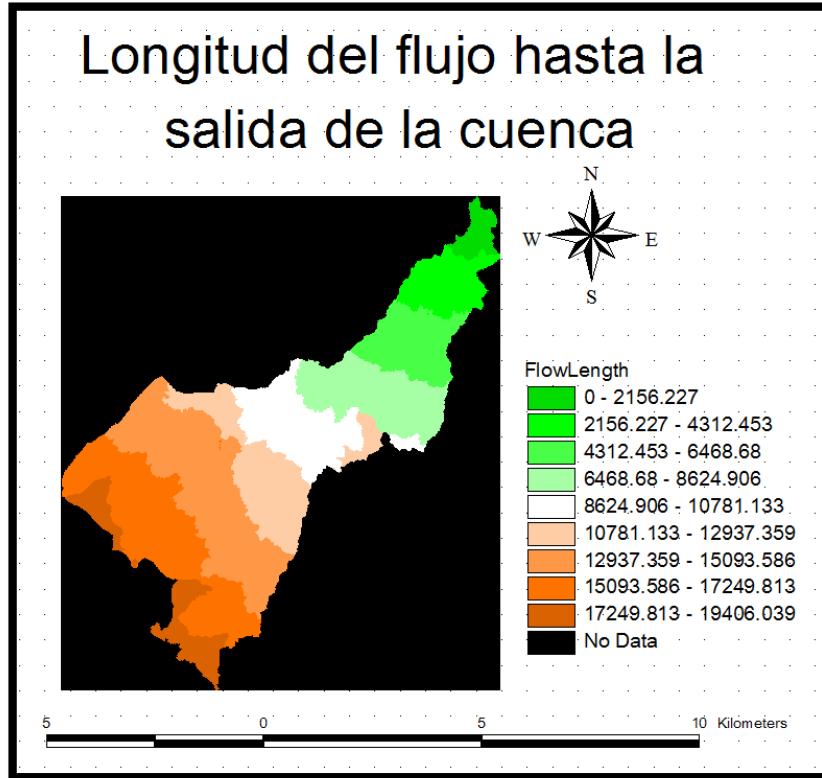 Longitud del flujo hasta la
salida de la cuenca
N
W E
S
FlowLength
0 - 2156.227
2156.227 - 4312.453
4312.453 - 6468.68
6468.68 - 8624.906
8624.906 - 10781.133
10781.133 - 12937.359
12937.359 - 15093.586
15093.586 - 17249.813
17249.813 - 19406.039
No Data
5 0 5 10 Kilometers